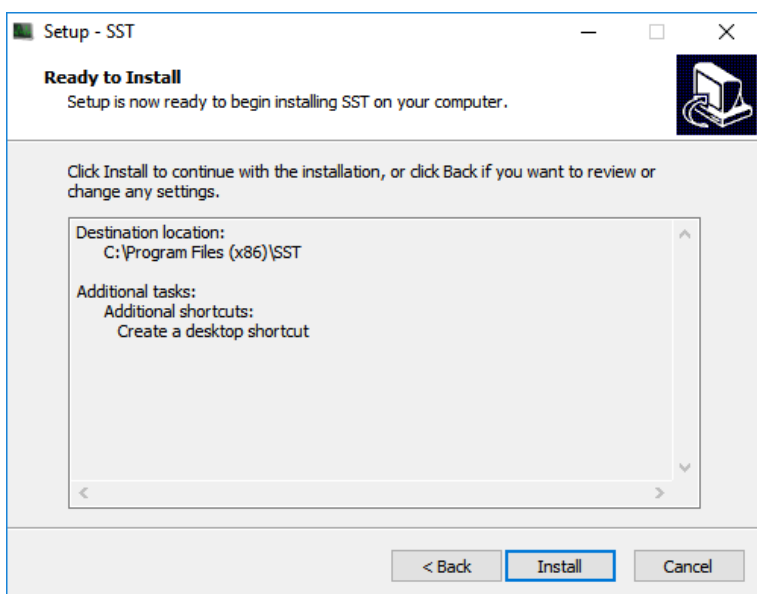 Setup - SST
Ready to Install
Setup is now ready to begin installing SST on your computer.
Click Install to continue with the installation, or click Back if you want to review or
change any settings.
Destination location:
C:\Program Files (x86)\SST
Additional tasks:
Additional shortcuts:
Create a desktop shortcut
< Back
Install
Cancel